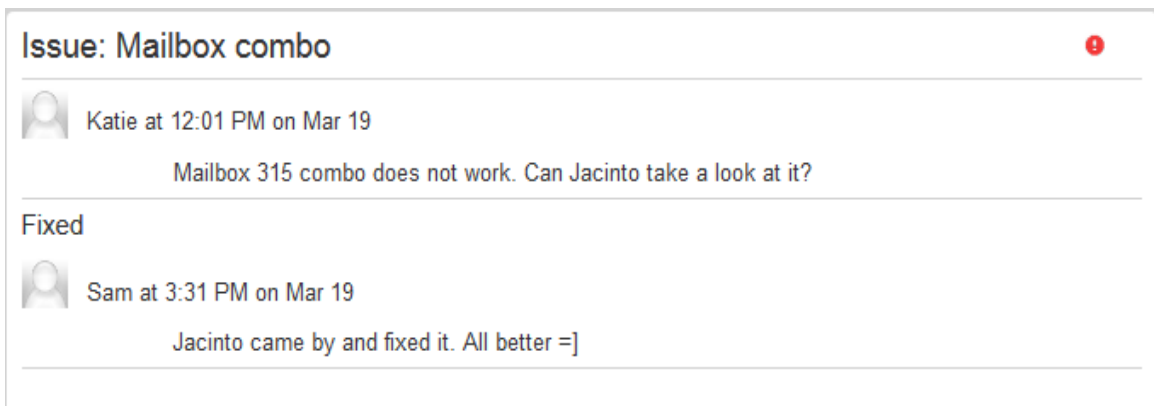 Issue: Mailbox combo
Katie at 12:01 PM on Mar 19
Mailbox 315 combo does not work. Can Jacinto take a look at it?
Fixed
Sam at 3:31 PM on Mar 19
Jacinto came by and fixed it. All better =]